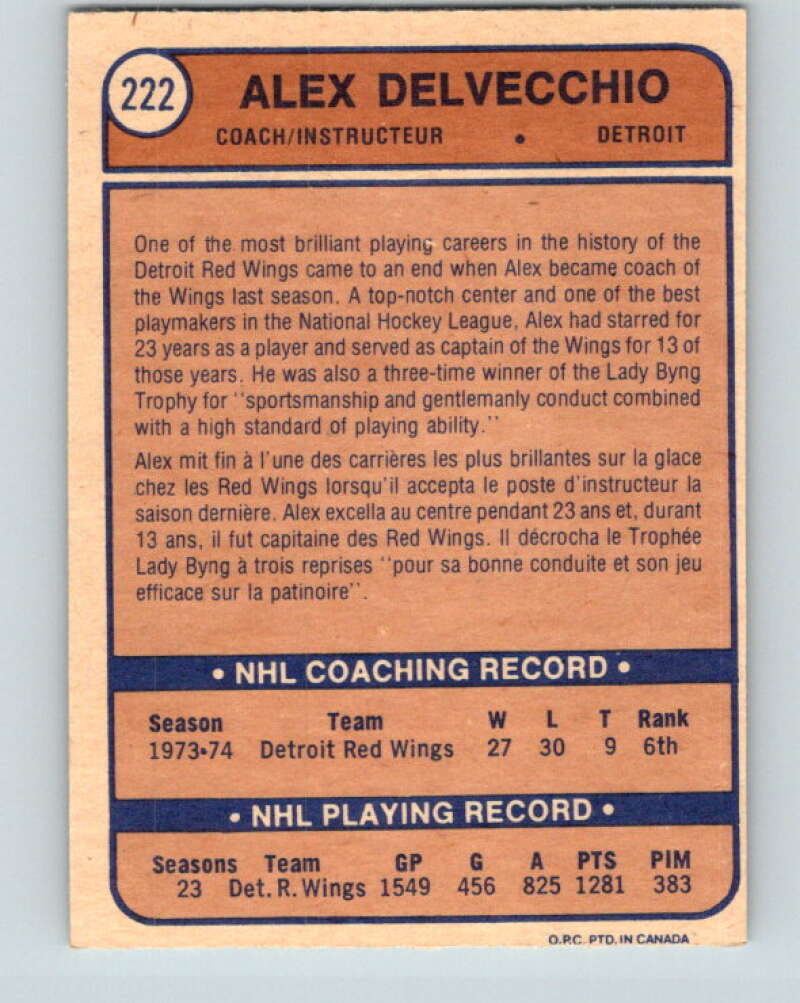 222
ALEX DELVECCHIO
COACH/INSTRUCTEUR • DETROIT
One of the most brilliant playing careers in the history of the
Detroit Red Wings came to an end when Alex became coach of
the Wings last season. A top-notch center and one of the best
playmakers in the National Hockey League, Alex had starred for
23 years as a player and served as captain of the Wings for 13 of
those years. He was also a three-time winner of the Lady Byng
Trophy for "sportsmanship and gentlemanly conduct combined
with a high standard of playing ability."
Alex mit fin à l'une des carrières les plus brillantes sur la glace
chez les Red Wings lorsqu'il accepta le poste d'instructeur la
saison dernière. Alex excella au centre pendant 23 ans et, durant
13 ans, il fut capitaine des Red Wings. Il décrocha le Trophée
Lady Byng à trois reprises "pour sa bonne conduite et son jeu
efficace sur la patinoire".
• NHL COACHING RECORD •
Season Team W L T Rank
1973-74 Detroit Red Wings 27 30 9 6th
• NHL PLAYING RECORD •
Seasons Team GP G A PTS PIM
23 Det. R. Wings 1549 456 825 1281 383
O.P.C. PTD. IN CANADA